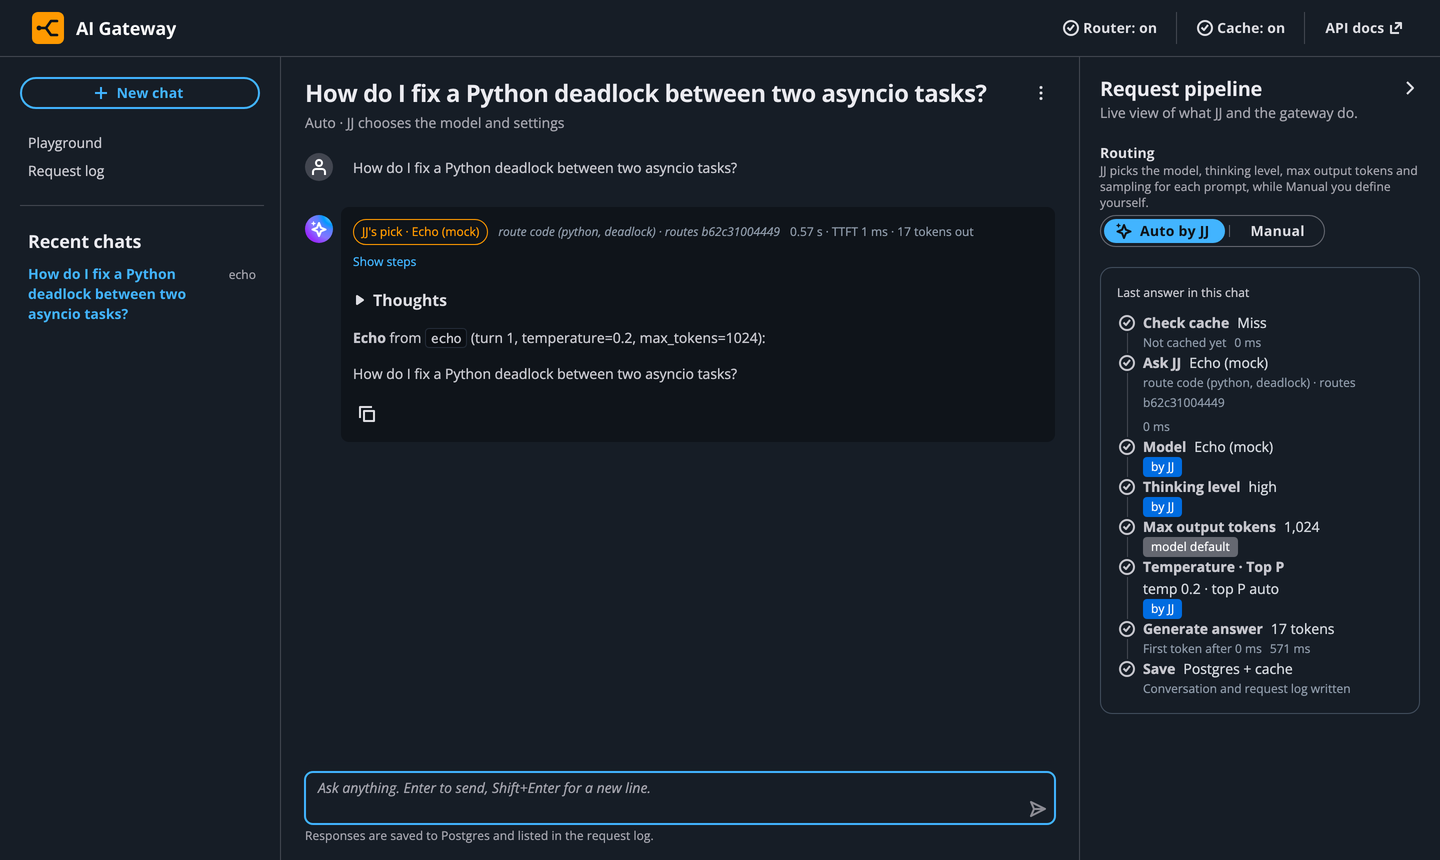 AI Gateway
Router: on
Cache: on
API docs
New chat
Playground
Request log
Recent chats
How do I fix a Python
deadlock between two
asyncio tasks?
echo
How do I fix a Python deadlock between two asyncio tasks?
Auto · JJ chooses the model and settings
How do I fix a Python deadlock between two asyncio tasks?
JJ's pick · Echo (mock) route code (python, deadlock) · routes b62c31004449 0.57 s · TTFT 1 ms · 17 tokens out
Show steps
Thoughts
Echo from echo (turn 1, temperature=0.2, max_tokens=1024):
How do I fix a Python deadlock between two asyncio tasks?
Ask anything. Enter to send, Shift+Enter for a new line.
Responses are saved to Postgres and listed in the request log.
Request pipeline
Live view of what JJ and the gateway do.
Routing
JJ picks the model, thinking level, max output tokens and
sampling for each prompt, while Manual you define
yourself.
Auto by JJ
Manual
Last answer in this chat
Check cache Miss
Not cached yet 0 ms
Ask JJ Echo (mock)
route code (python, deadlock) · routes
b62c31004449
0 ms
Model Echo (mock)
by JJ
Thinking level high
by JJ
Max output tokens 1,024
model default
Temperature · Top P
temp 0.2 · top P auto
by JJ
Generate answer 17 tokens
First token after 0 ms 571 ms
Save Postgres + cache
Conversation and request log written